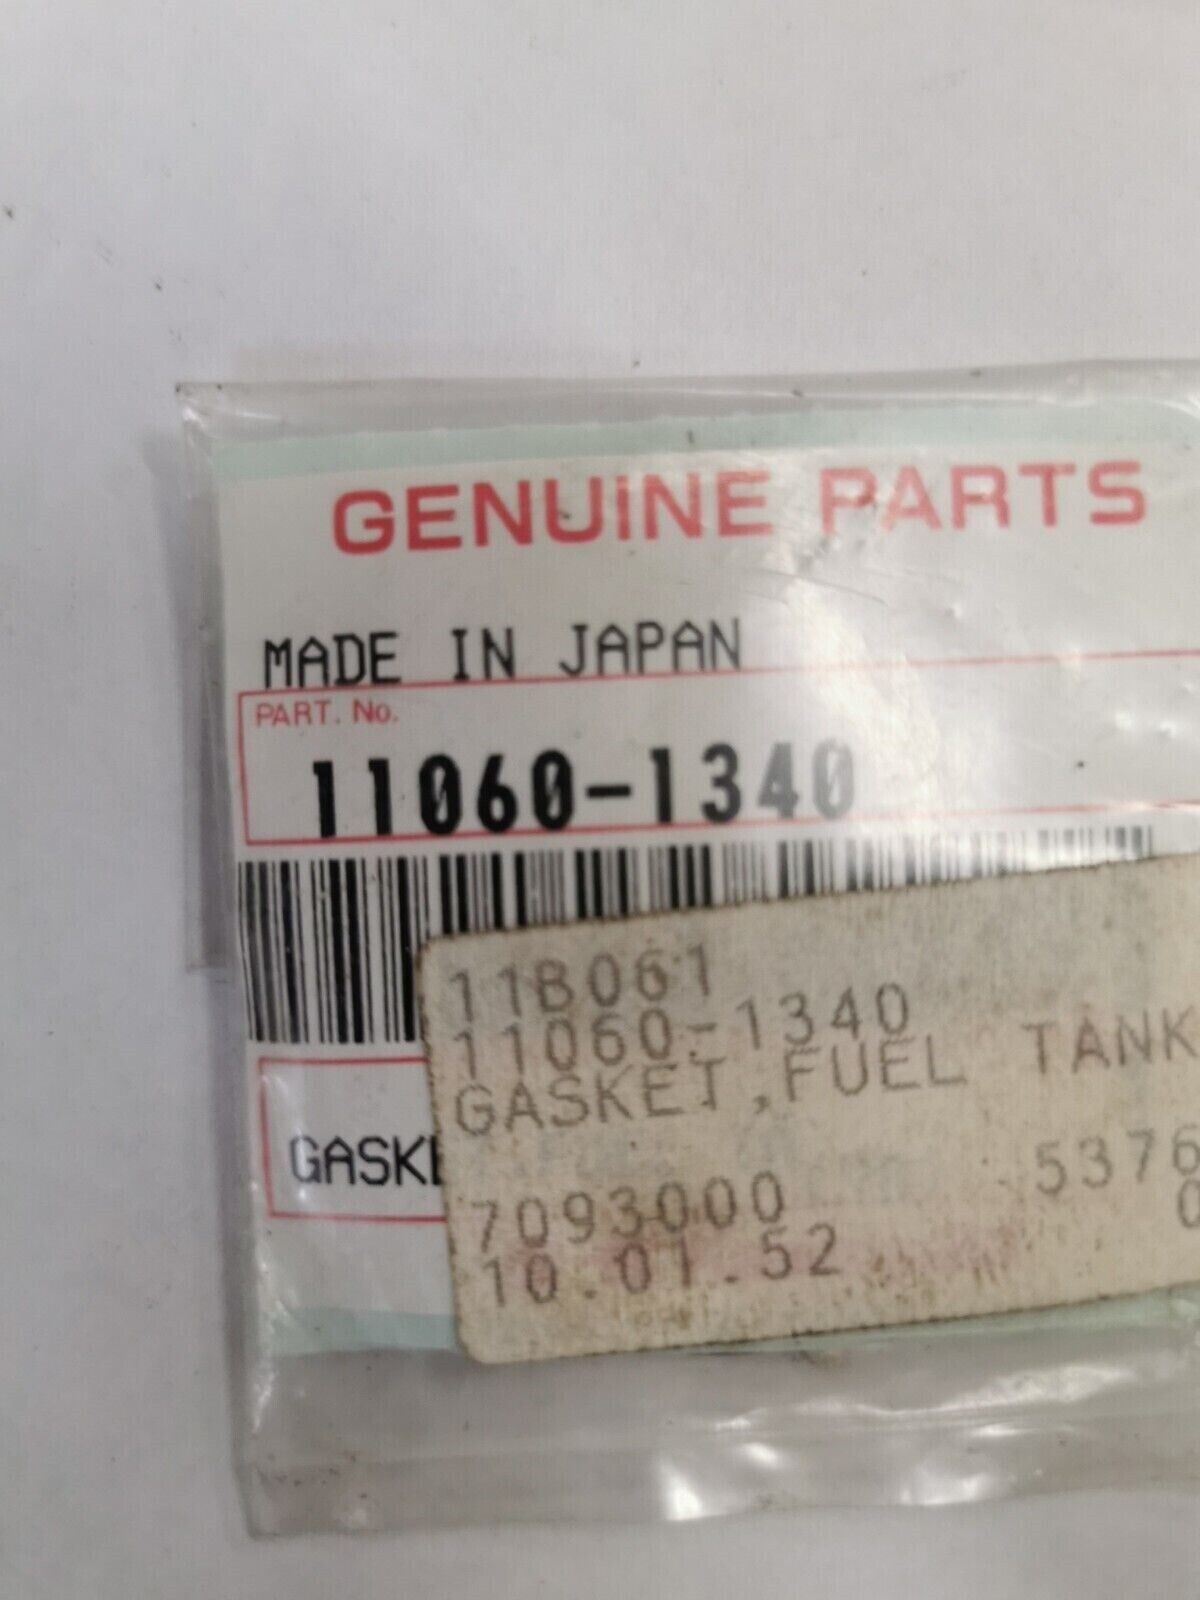 GENUINE PARTS
MADE IN JAPAN
PART. No.
11060-1340
11B061
11060-1340
GASKET,FUEL TANK
GASKE
7093000 5376
10.01.52 0